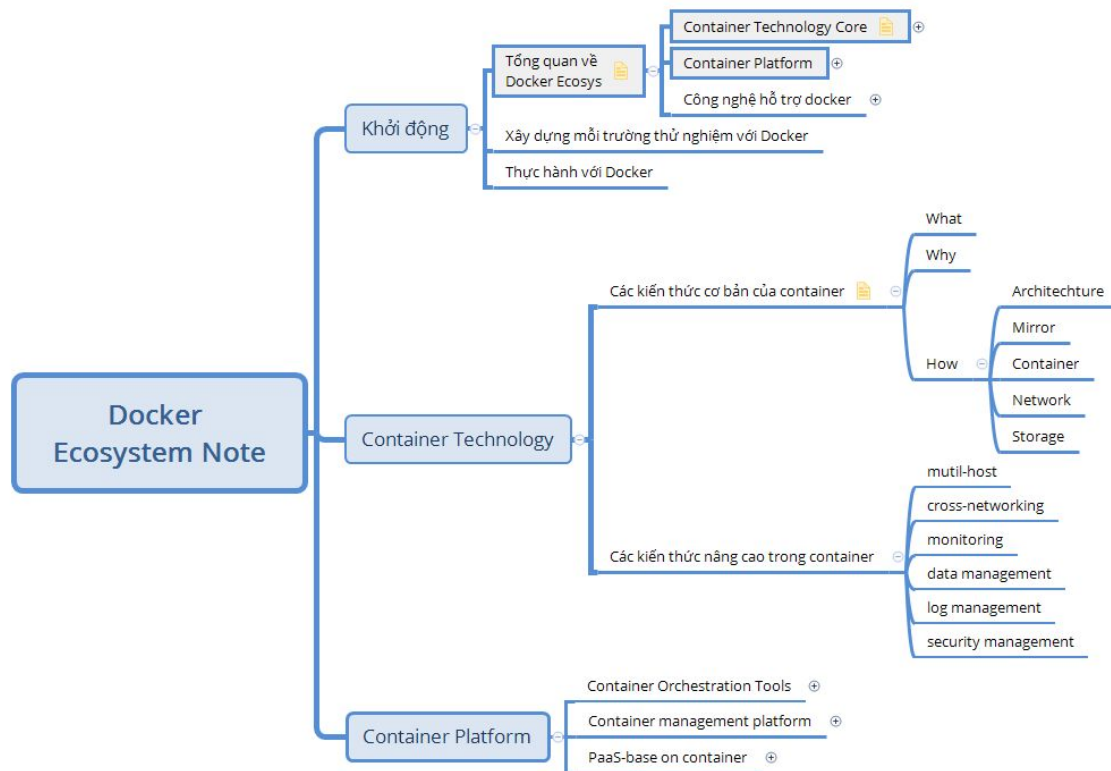 Container Technology Core
Tổng quan về
Docker Ecosys
Container Platform
Công nghệ hỗ trợ docker
Khởi động
Xây dựng mỗi trường thử nghiệm với Docker
Thực hành với Docker
What
Why
Các kiến thức cơ bản của container
Architechture
Mirror
How
Container
Network
Storage
Docker
Ecosystem Note
Container Technology
mutil-host
cross-networking
monitoring
Các kiến thức nâng cao trong container
data management
log management
security management
Container Orchestration Tools
Container management platform
Container Platform
PaaS-base on container